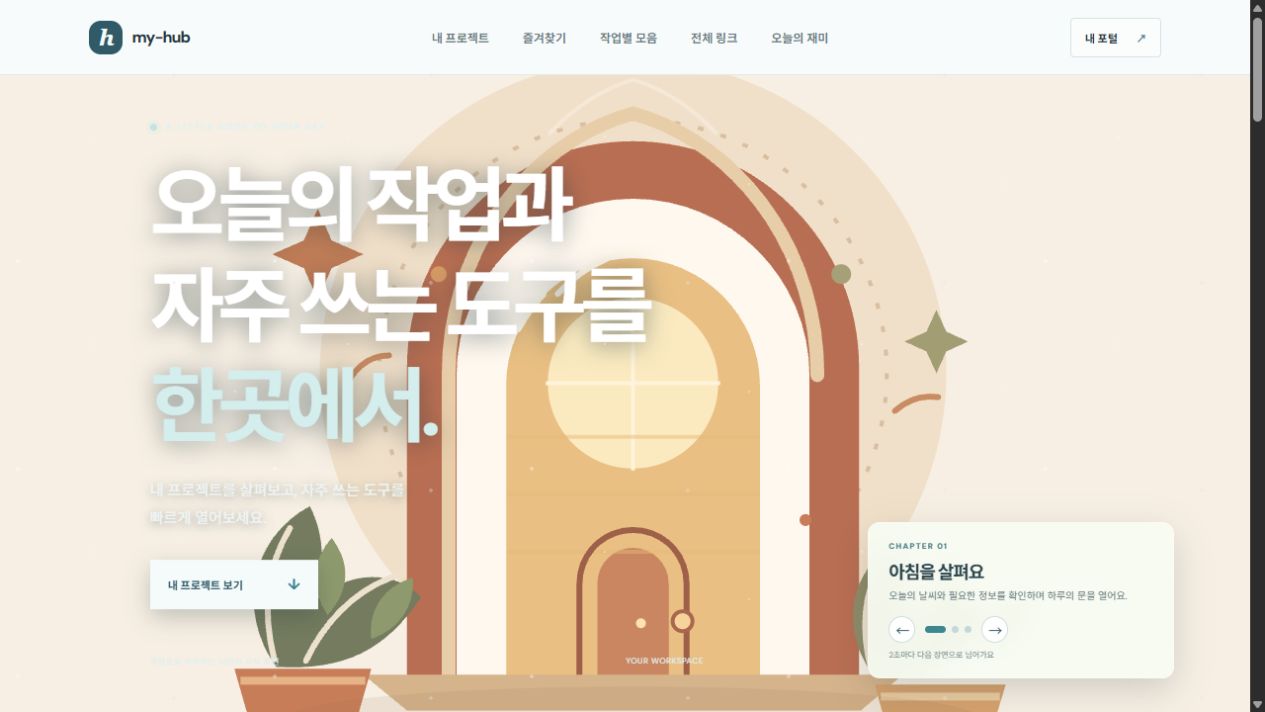 h my-hub
내 프로젝트
즐겨찾기
작업별 모음
전체 링크
오늘의 재미
내 포털 ↗
오늘의 작업과
자주 쓰는 도구를
한곳에서.
내 프로젝트를 살펴보고, 자주 쓰는 도구를
빠르게 열어보세요.
내 프로젝트 보기 ↓
YOUR WORKSPACE
CHAPTER 01
아침을 살펴요
오늘의 날씨와 필요한 정보를 확인하며 하루의 문을 열어요.
← →
2초마다 다음 장면으로 넘어가요